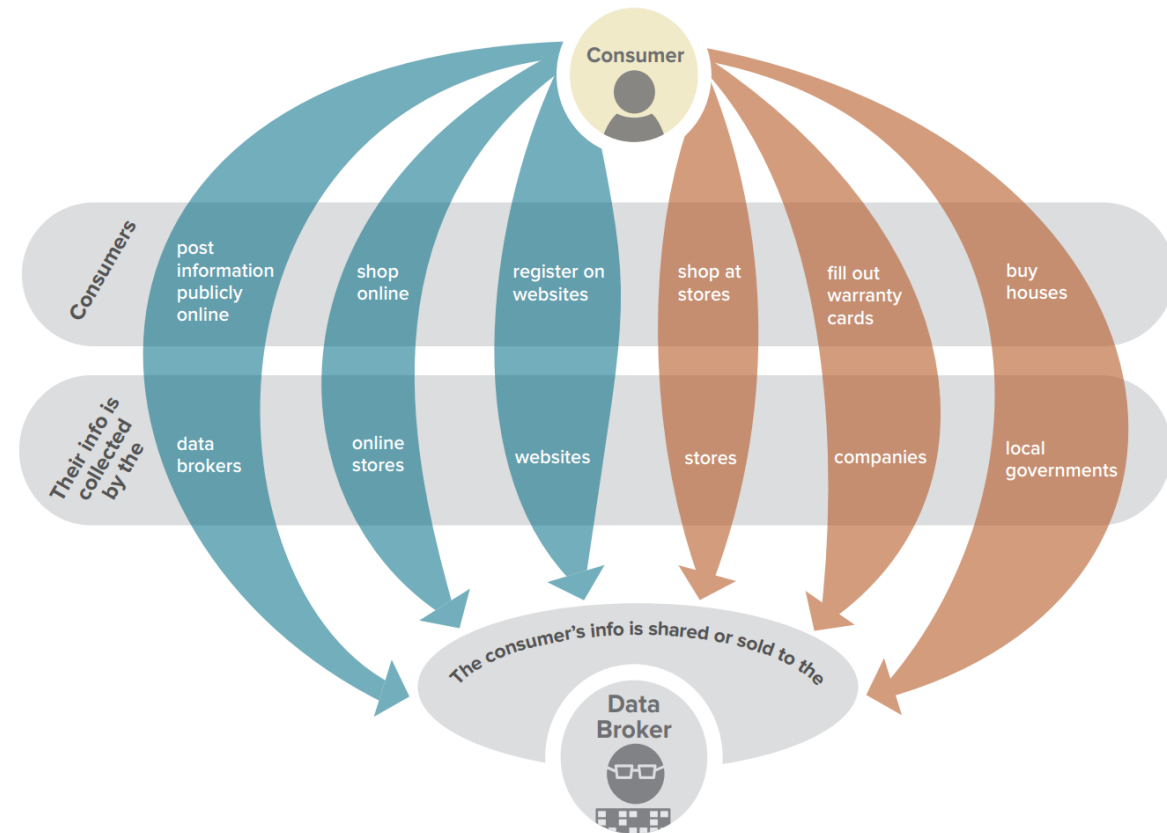 Consumer
Consumers
post
information
publicly
online
shop
online
register on
websites
shop at
stores
fill out
warranty
cards
buy
houses
Their info is
collected
by the
data
brokers
online
stores
websites
stores
companies
local
governments
The consumer's info is shared or sold to the
Data
Broker